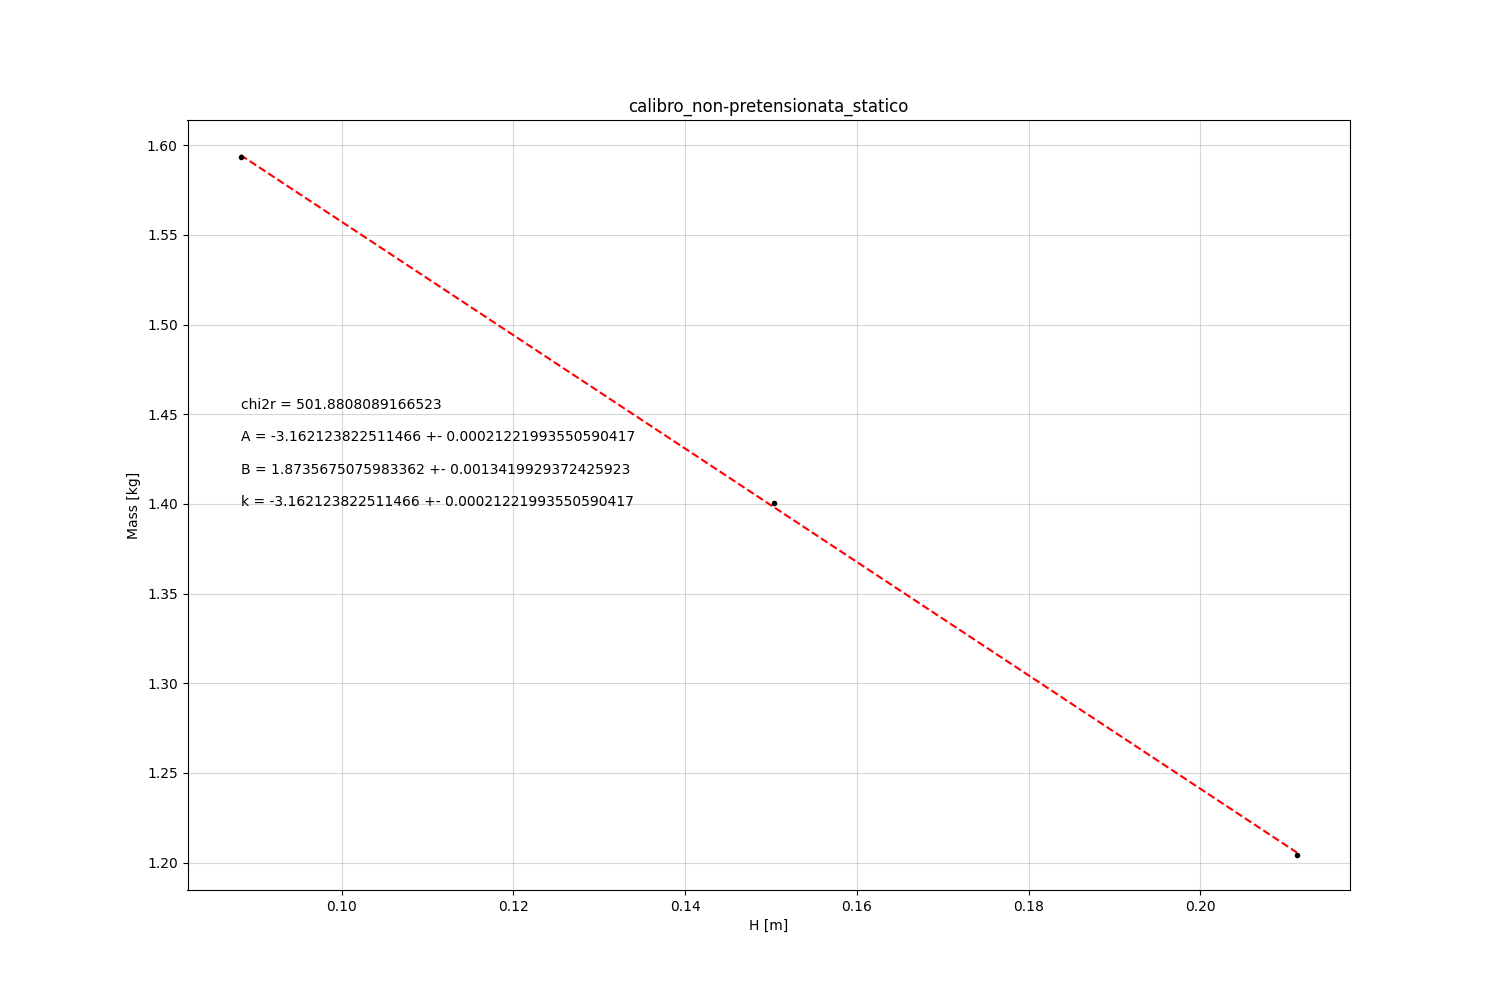 calibro_non-pretensionata_statico
1.60
1.55
1.50
1.45
1.40
1.35
1.30
1.25
1.20
Mass [kg]
chi2r = 501.8808089166523
A = -3.162123822511466 +- 0.00021221993550590417
B = 1.8735675075983362 +- 0.0013419929372425923
k = -3.162123822511466 +- 0.00021221993550590417
0.10 0.12 0.14 0.16 0.18 0.20
H [m]